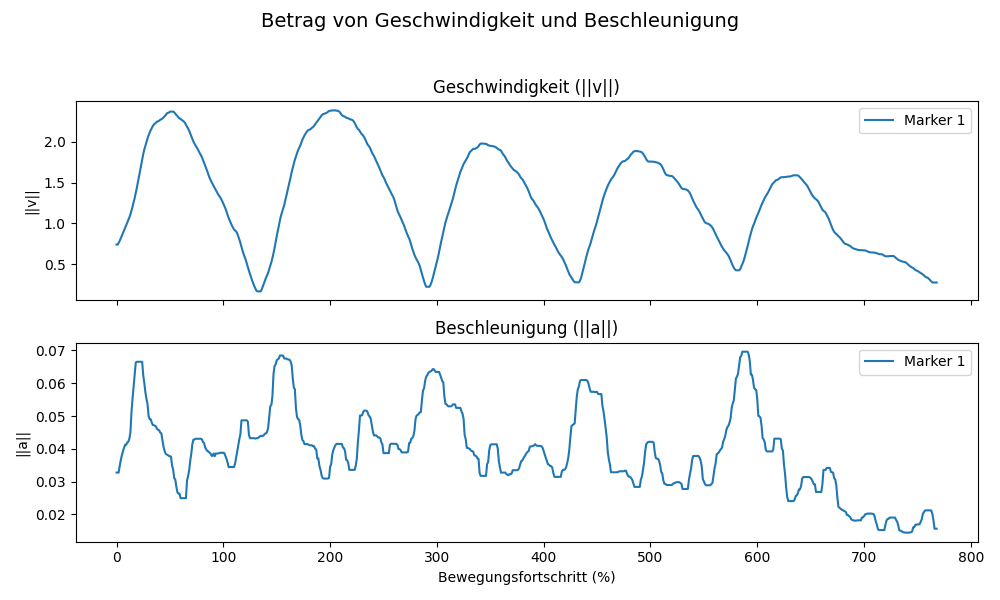 Betrag von Geschwindigkeit und Beschleunigung
Geschwindigkeit (||v||)
Marker 1
||v||
2.0
1.5
1.0
0.5
Beschleunigung (||a||)
Marker 1
||a||
0.07
0.06
0.05
0.04
0.03
0.02
0 100 200 300 400 500 600 700 800
Bewegungsfortschritt (%)